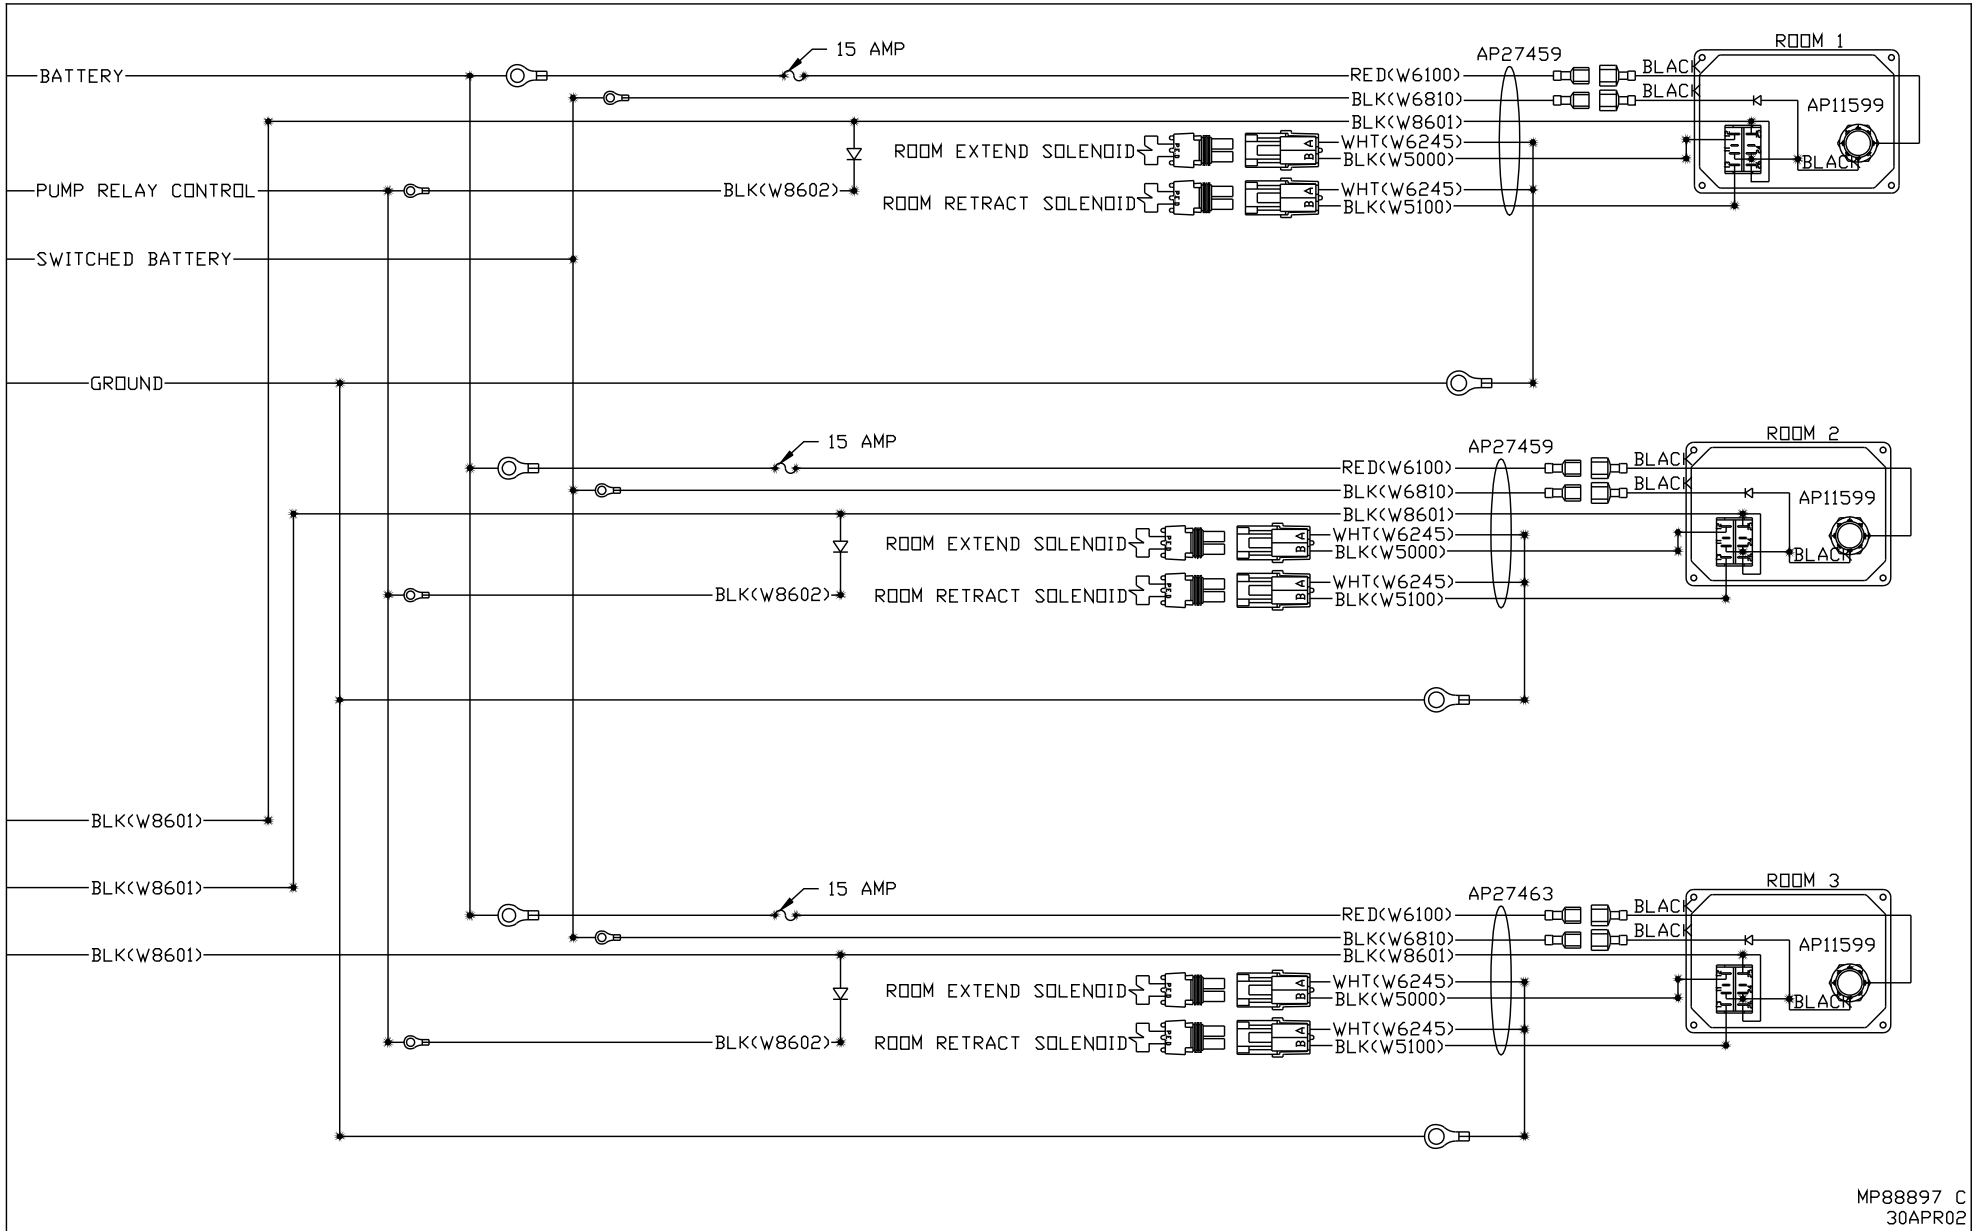 ROOM 1
15 AMP
AP27459
BATTERY
RED(W6100)
BLACK
BLK(W6810)
BLACK
AP11599
BLK(W8601)
ROOM EXTEND SOLENOID
A
B
WHT(W6245)
BLK(W5000)
BLACK
PUMP RELAY CONTROL
BLK(W8602)
ROOM RETRACT SOLENOID
A
B
WHT(W6245)
BLK(W5100)
SWITCHED BATTERY
GROUND
ROOM 2
15 AMP
AP27459
RED(W6100)
BLACK
BLK(W6810)
BLACK
AP11599
BLK(W8601)
ROOM EXTEND SOLENOID
A
B
WHT(W6245)
BLK(W5000)
BLACK
BLK(W8602)
ROOM RETRACT SOLENOID
A
B
WHT(W6245)
BLK(W5100)
BLK(W8601)
BLK(W8601)
ROOM 3
15 AMP
AP27463
RED(W6100)
BLACK
BLK(W6810)
BLACK
AP11599
BLK(W8601)
BLK(W8601)
ROOM EXTEND SOLENOID
A
B
WHT(W6245)
BLK(W5000)
BLACK
BLK(W8602)
ROOM RETRACT SOLENOID
A
B
WHT(W6245)
BLK(W5100)
MP88897 C
30APR02